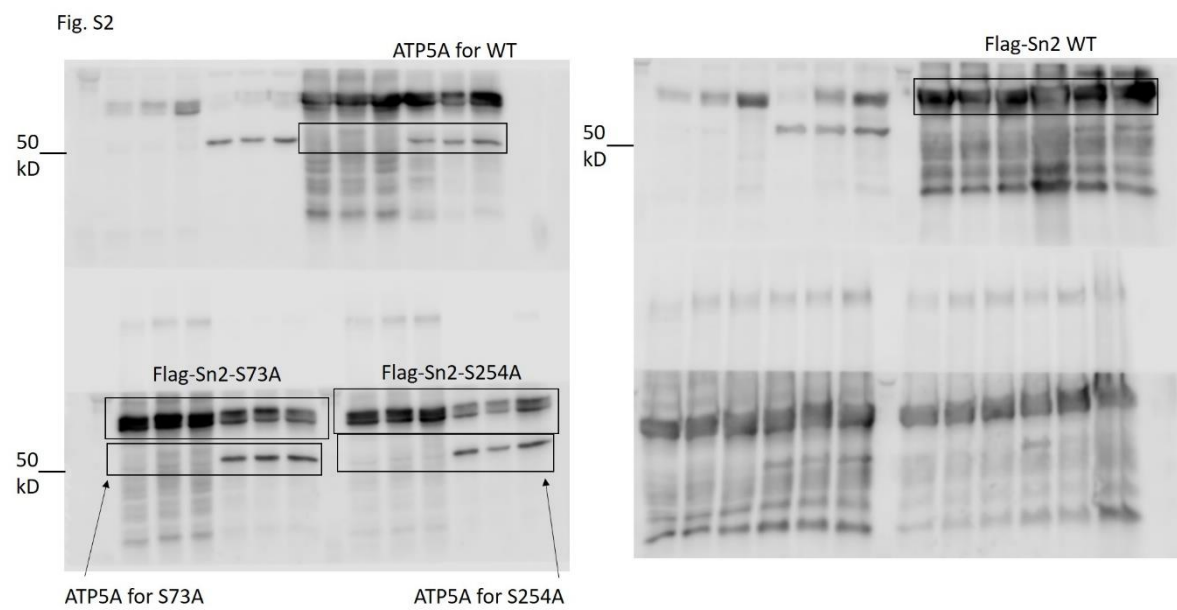 Fig. S2
ATP5A for WT
Flag-Sn2 WT
50
kD
50
kD
Flag-Sn2-S73A
Flag-Sn2-S254A
50
kD
ATP5A for S73A
ATP5A for S254A